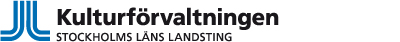 Kulturförvaltningen
STOCKHOLMS LÄNS LANDSTING